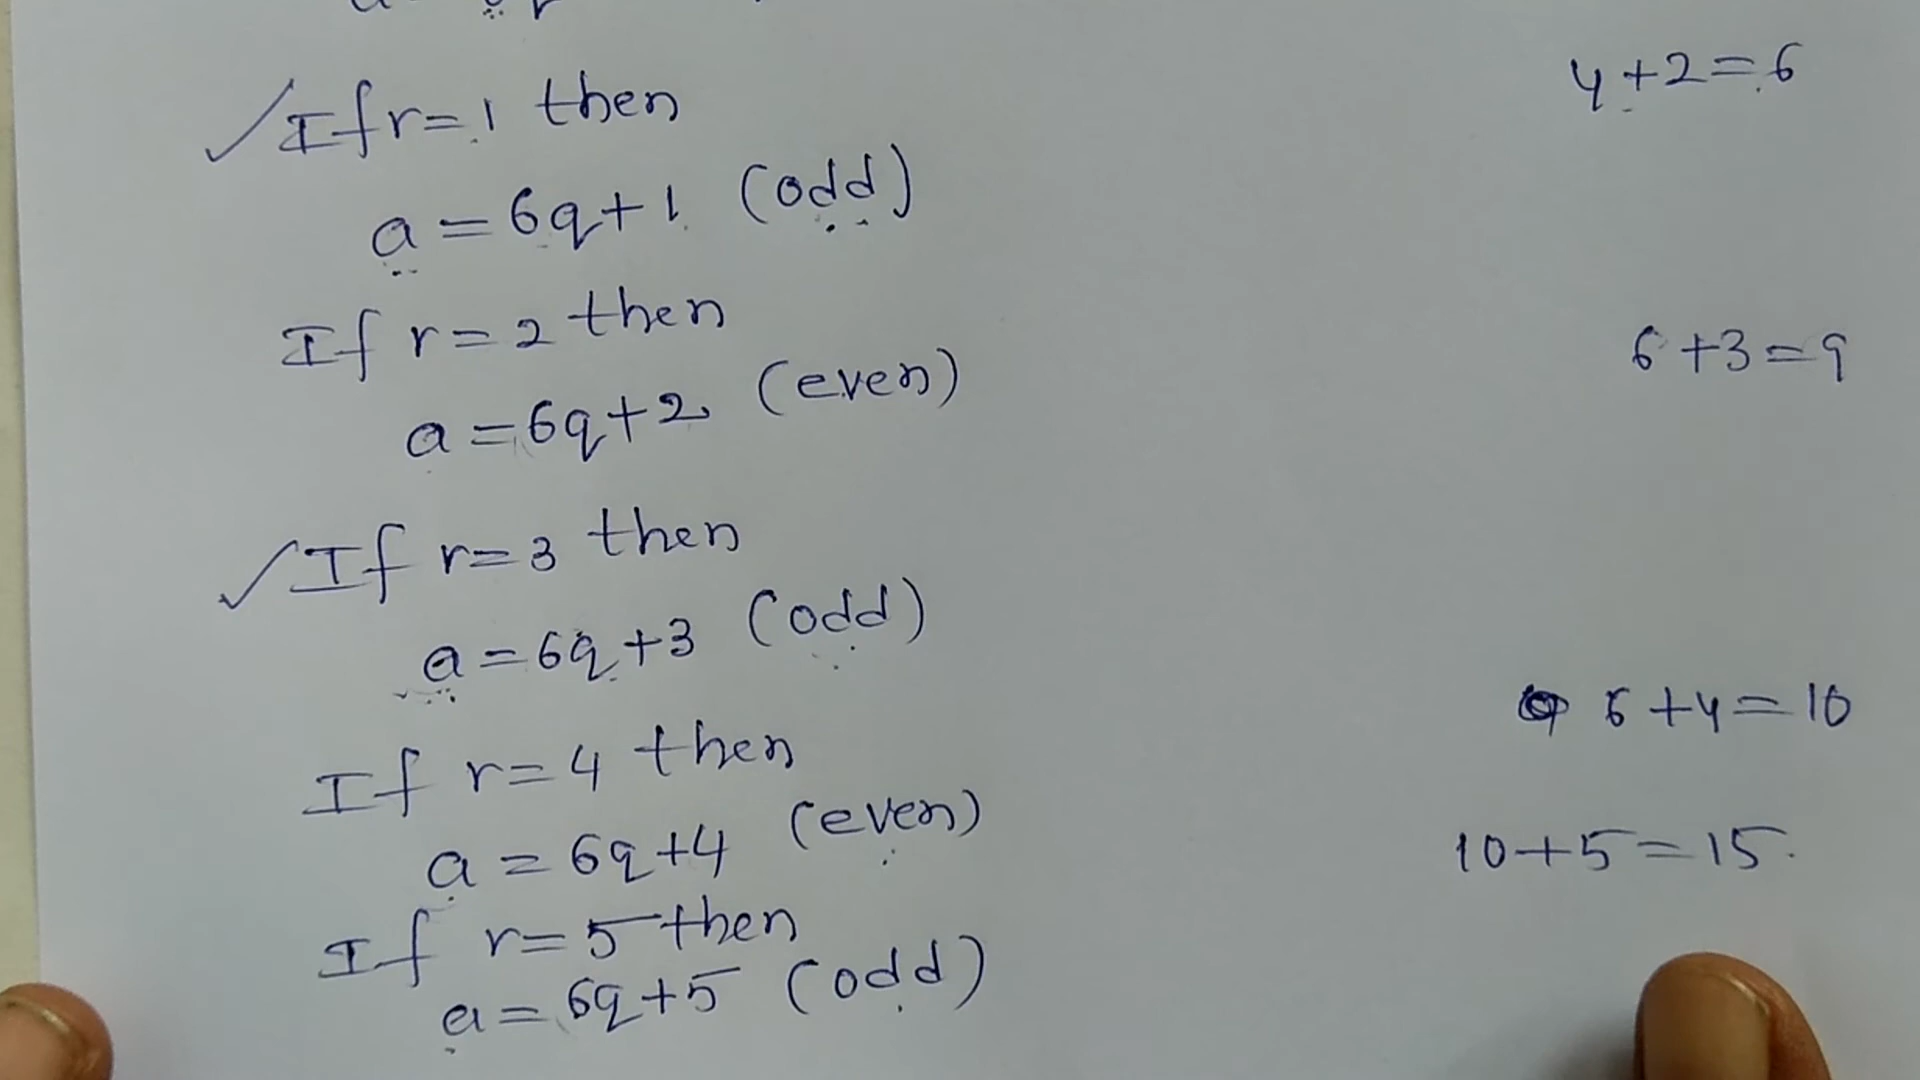 If r=1 then
4+2=6
a=6q+1 (odd)
If r=2 then
6+3=9
a=6q+2 (even)
If r=3 then
a=6q+3 (odd)
6+4=10
If r=4 then
a=6q+4 (even)
10+5=15
If r=5 then
a=6q+5 (odd)